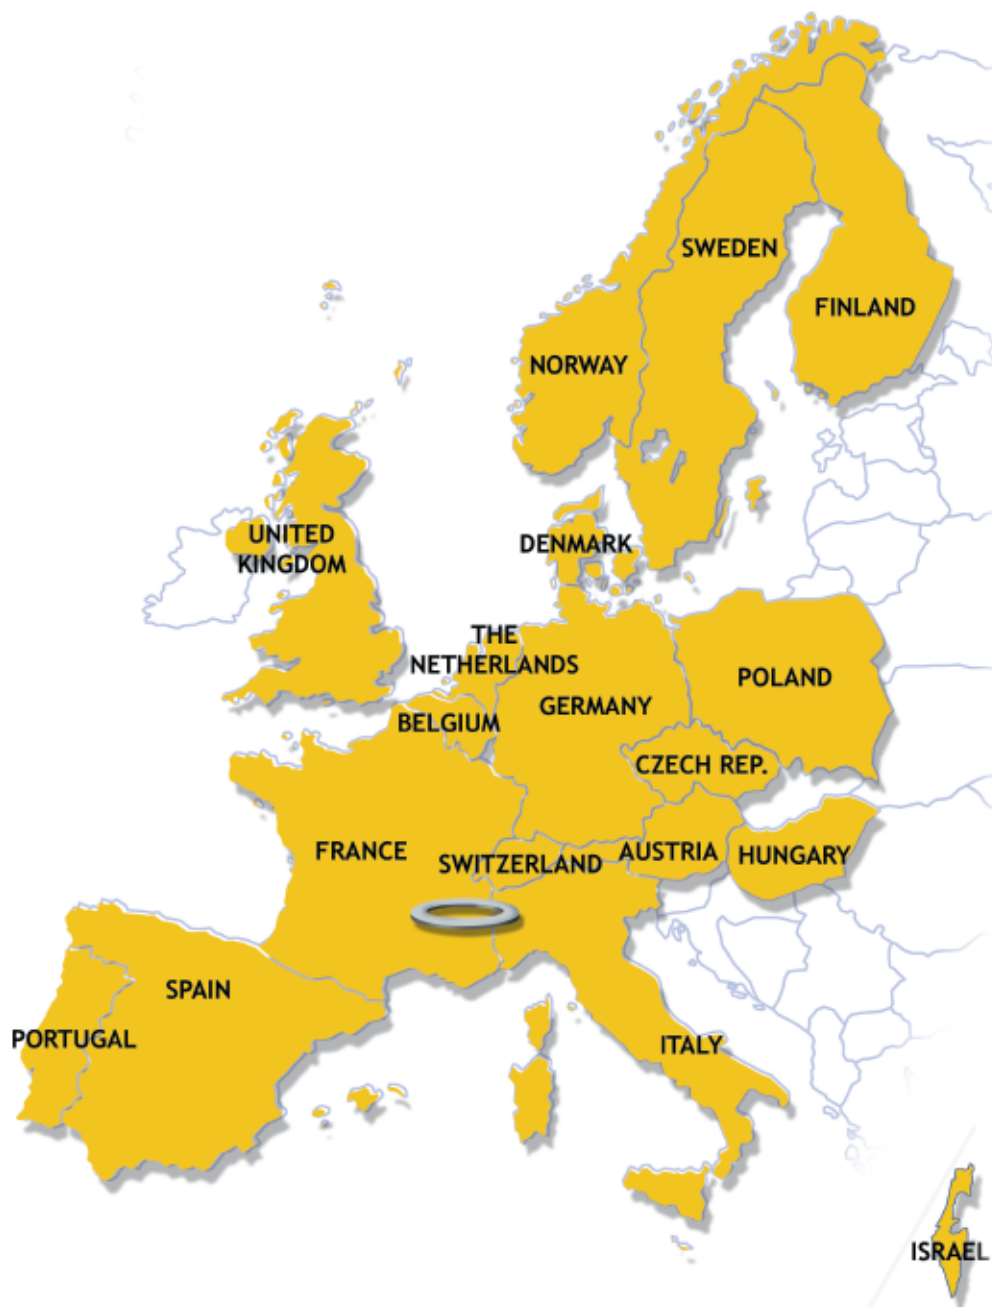 SWEDEN
FINLAND
NORWAY
UNITED
KINGDOM
DENMARK
THE
NETHERLANDS
POLAND
GERMANY
BELGIUM
CZECH REP.
FRANCE
SWITZERLAND
AUSTRIA
HUNGARY
SPAIN
PORTUGAL
ITALY
ISRAEL